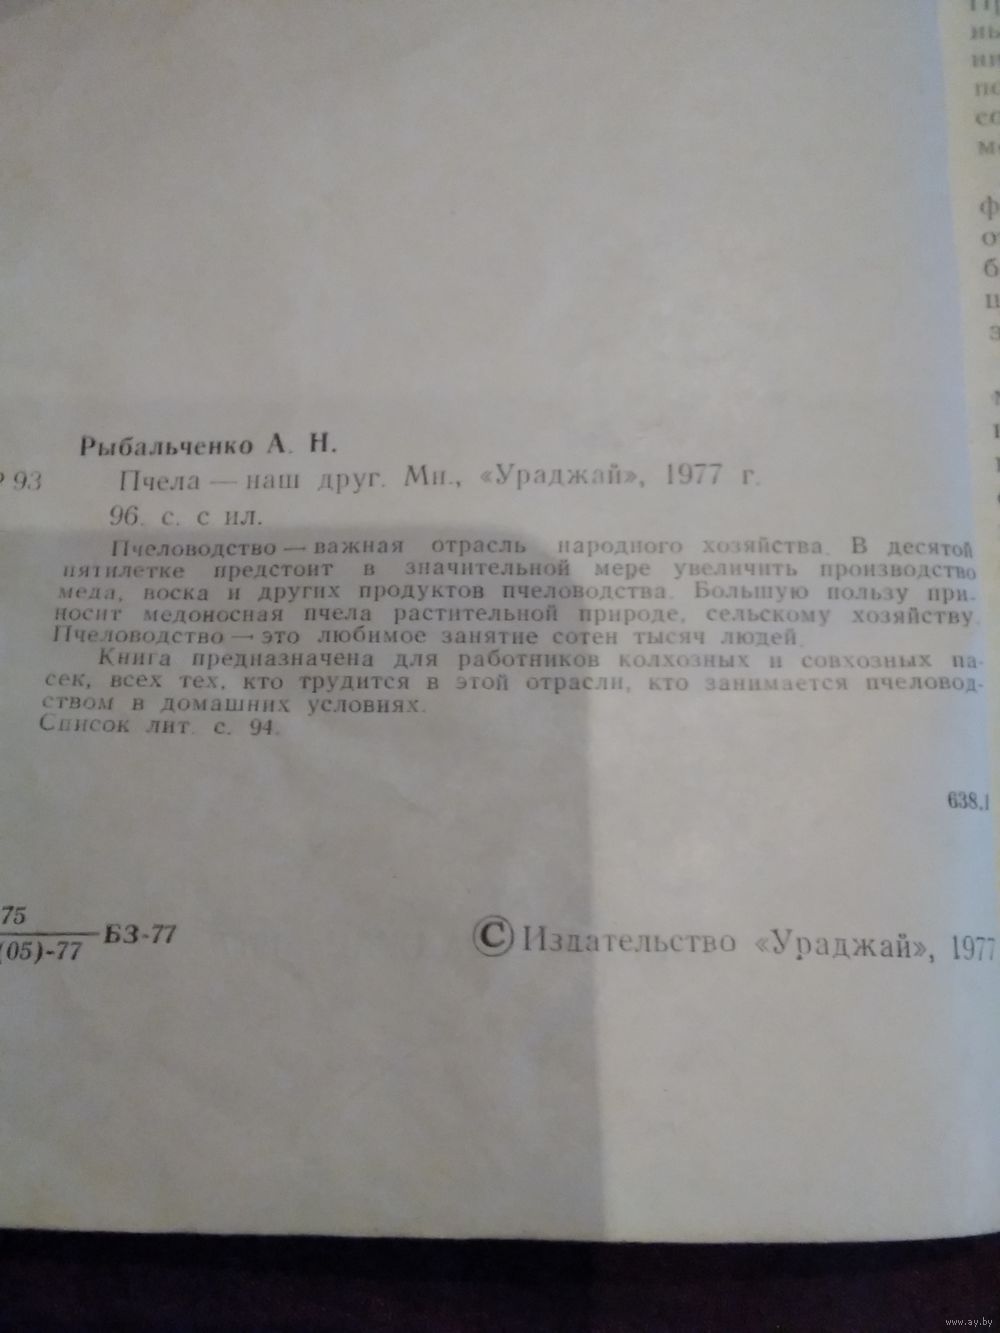 Рыбальченко А. Н.
Р 93 Пчела — наш друг. Мн., «Ураджай», 1977 г.
96. с. с ил.
Пчеловодство — важная отрасль народного хозяйства. В десятой
пятилетке предстоит в значительной мере увеличить производство
меда, воска и других продуктов пчеловодства. Большую пользу при-
носит медоносная пчела растительной природе, сельскому хозяйству.
Пчеловодство — это любимое занятие сотен тысяч людей.
Книга предназначена для работников колхозных и совхозных па-
сек, всех тех, кто трудится в этой отрасли, кто занимается пчеловод-
ством в домашних условиях.
Список лит. с. 94.
638.1
75
(05)-77 БЗ-77
© Издательство «Ураджай», 1977
www.ay.by